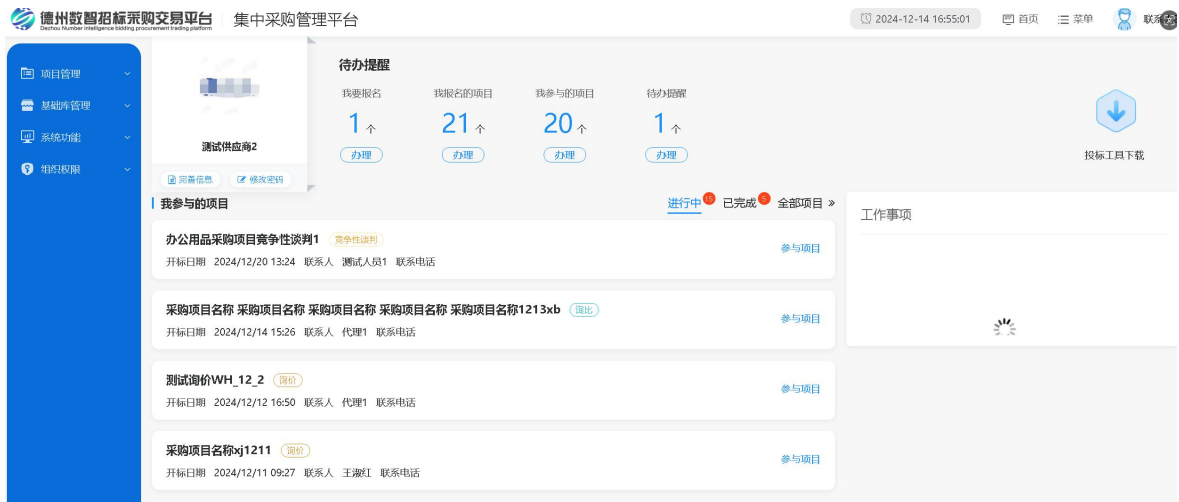 德州数智招标采购交易平台 集中采购管理平台
Dezhou Number intelligence bidding procurement trading platform
2024-12-14 16:55:01 首页 菜单
项目管理
基础库管理
系统功能
组织权限
测试供应商2
完善信息 修改密码
待办提醒
我要报名 我报名的项目 我参与的项目 待办提醒
1个 21个 20个 1个
办理 办理 办理 办理
投标工具下载
我参与的项目 进行中 15 已完成 5 全部项目 »
办公用品采购项目竞争性谈判1 竞争性谈判
开标日期 2024/12/20 13:24 联系人 测试人员1 联系电话
参与项目
采购项目名称 采购项目名称 采购项目名称 采购项目名称 采购项目名称1213xb 询比
开标日期 2024/12/14 15:26 联系人 代理1 联系电话
参与项目
测试询价WH_12_2 询价
开标日期 2024/12/12 16:50 联系人 代理1 联系电话
参与项目
采购项目名称xj1211 询价
开标日期 2024/12/11 09:27 联系人 王淑红 联系电话
参与项目
工作事项